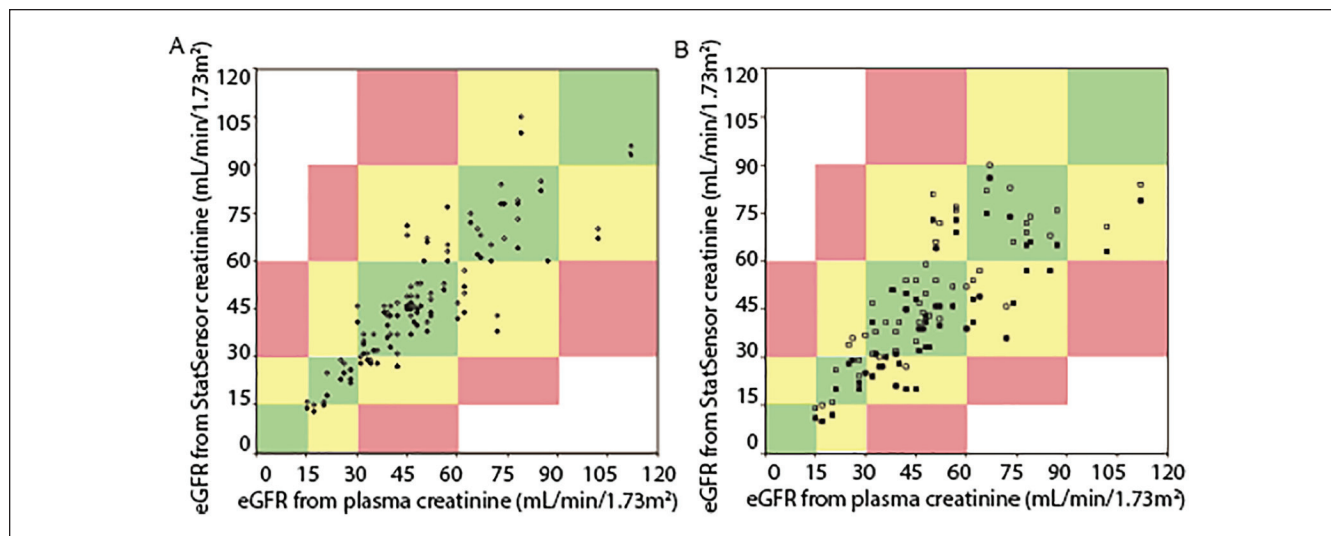 A
eGFR from StatSensor creatinine (mL/min/1.73m²)
120
105
90
75
60
45
30
15
0
0 15 30 45 60 75 90 105 120
eGFR from plasma creatinine (mL/min/1.73m²)
B
eGFR from StatSensor creatinine (mL/min/1.73m²)
120
105
90
75
60
45
30
15
0
0 15 30 45 60 75 90 105 120
eGFR from plasma creatinine (mL/min/1.73m²)